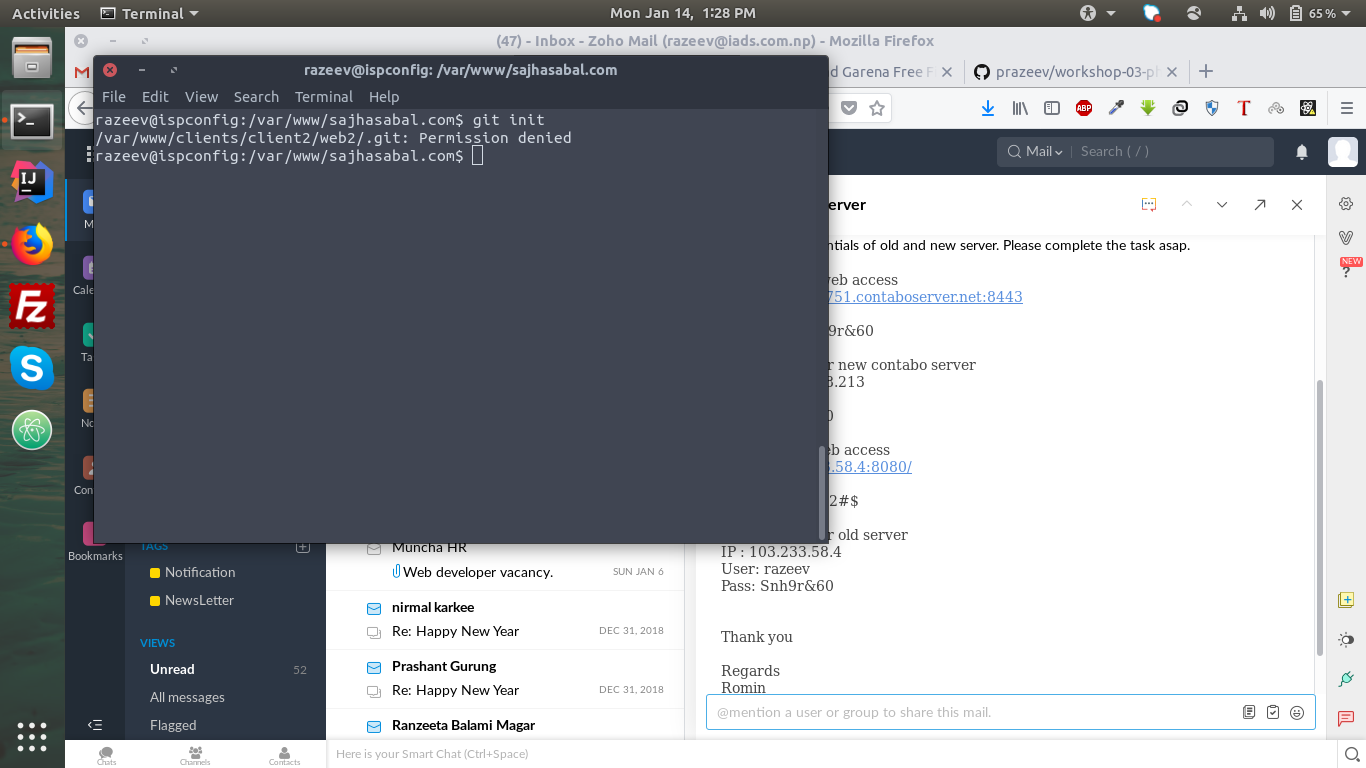 Activities
Terminal
Mon Jan 14, 1:28 PM
65%
(47) - Inbox - Zoho Mail (razeev@iads.com.np) - Mozilla Firefox
razeev@ispconfig: /var/www/sajhasabal.com
d Garena Free F
prazeev/workshop-03-ph
File Edit View Search Terminal Help
razeev@ispconfig:/var/www/sajhasabal.com$ git init
/var/www/clients/client2/web2/.git: Permission denied
razeev@ispconfig:/var/www/sajhasabal.com$
ABP
Mail
Search ( / )
IJ
erver
ntials of old and new server. Please complete the task asap.
eb access
751.contaboserver.net:8443
9r&60
r new contabo server
3.213
0
eb access
.58.4:8080/
2#$
r old server
IP : 103.233.58.4
User: razeev
Pass: Snh9r&60
Thank you
Regards
Romin
NEW
M
Cale
Ta
No
Con
Bookmarks
TAGS
Notification
NewsLetter
VIEWS
Unread 52
All messages
Flagged
Muncha HR
Web developer vacancy. SUN JAN 6
nirmal karkee
Re: Happy New Year DEC 31, 2018
Prashant Gurung
Re: Happy New Year DEC 31, 2018
Ranzeeta Balami Magar
@mention a user or group to share this mail.
Chats Channels Contacts
Here is your Smart Chat (Ctrl+Space)